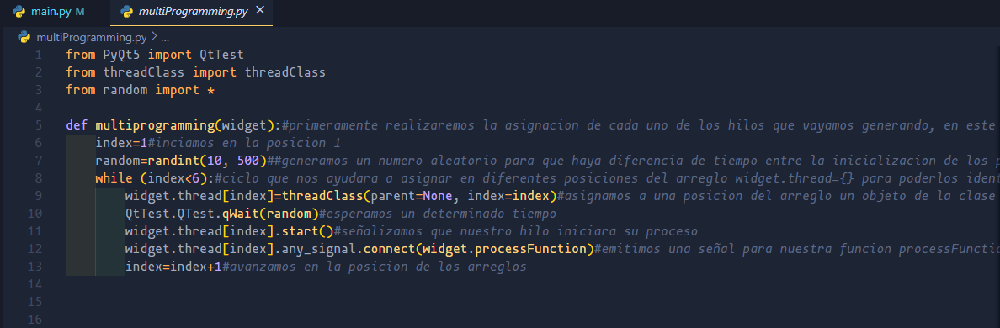 main.py M multiProgramming.py ×
multiProgramming.py > ...
1 from PyQt5 import QtTest
2 from threadClass import threadClass
3 from random import *
4
5 def multiprogramming(widget):#primeramente realizaremos la asignacion de cada uno de los hilos que vayamos generando, en este
6 index=1#inciamos en la posicion 1
7 random=randint(10, 500)##generamos un numero aleatorio para que haya diferencia de tiempo entre la inicializacion de los p
8 while (index<6):#ciclo que nos ayudara a asignar en diferentes posiciones del arreglo widget.thread={} para poderlos ident
9 widget.thread[index]=threadClass(parent=None, index=index)#asignamos a una posicion del arreglo un objeto de la clase
10 QtTest.QTest.qWait(random)#esperamos un determinado tiempo
11 widget.thread[index].start()#señalizamos que nuestro hilo iniciara su proceso
12 widget.thread[index].any_signal.connect(widget.processFunction)#emitimos una señal para nuestra funcion processFunctio
13 index=index+1#avanzamos en la posicion de los arreglos
14
15
16